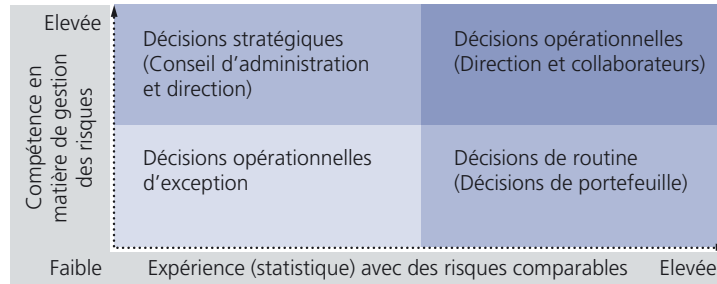 Elevée
Compétence en
matière de gestion
des risques
Décisions stratégiques
(Conseil d’administration
et direction)
Décisions opérationnelles
(Direction et collaborateurs)
Décisions opérationnelles
d’exception
Décisions de routine
(Décisions de portefeuille)
Faible
Expérience (statistique) avec des risques comparables
Elevée